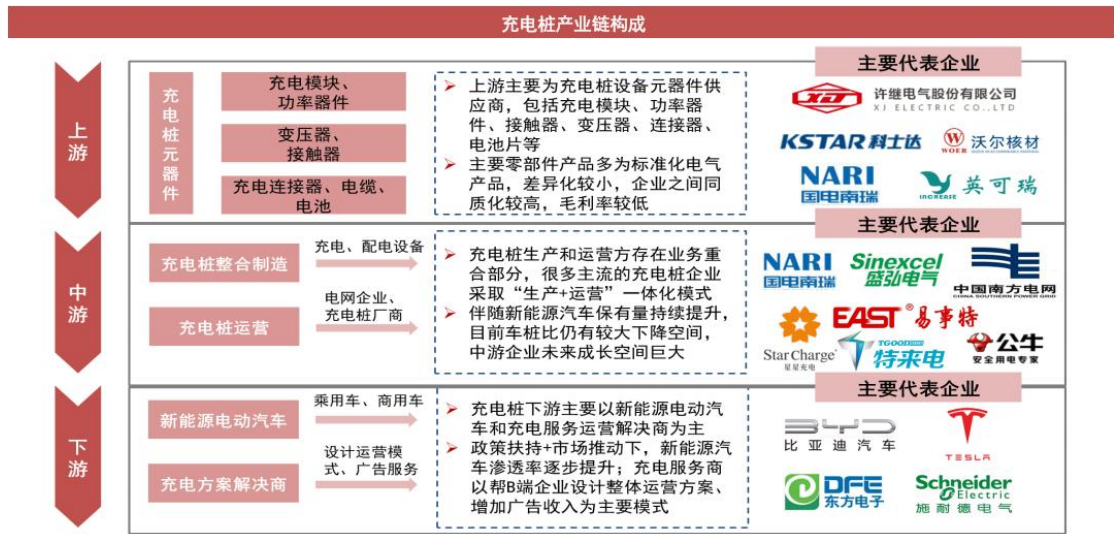 充电桩产业链构成
上游
充电桩元器件
充电模块、
功率器件
变压器、
接触器
充电连接器、电缆、
电池
上游主要为充电桩设备元器件供
应商，包括充电模块、功率器
件、接触器、变压器、连接器、
电池片等
主要零部件产品多为标准化电气
产品，差异化较小，企业之间同
质化较高，毛利率较低
主要代表企业
许继电气股份有限公司
XJ ELECTRIC CO.,LTD
KSTAR科士达
WOER 沃尔核材
NARI
国电南瑞
INCREASE 英可瑞
中游
充电桩整合制造
充电、配电设备
充电桩运营
电网企业、
充电桩厂商
充电桩生产和运营方存在业务重
合部分，很多主流的充电桩企业
采取“生产+运营”一体化模式
伴随新能源汽车保有量持续提升，
目前车桩比仍有较大下降空间，
中游企业未来成长空间巨大
主要代表企业
NARI
国电南瑞
Sinexcel
盛弘电气
中国南方电网
CHINA SOUTHERN POWER GRID
EAST®易事特
Star Charge®
星星充电
TGOOD
特来电
公牛
安全用电专家
下游
新能源电动汽车
乘用车、商用车
充电方案解决商
设计运营模
式、广告服务
充电桩下游主要以新能源电动汽
车和充电服务运营解决商为主
政策扶持+市场推动下，新能源汽
车渗透率逐步提升；充电服务商
以帮B端企业设计整体运营方案、
增加广告收入为主要模式
主要代表企业
BYD
比亚迪汽车
TESLA
DFE
东方电子
Schneider
Electric
施耐德电气